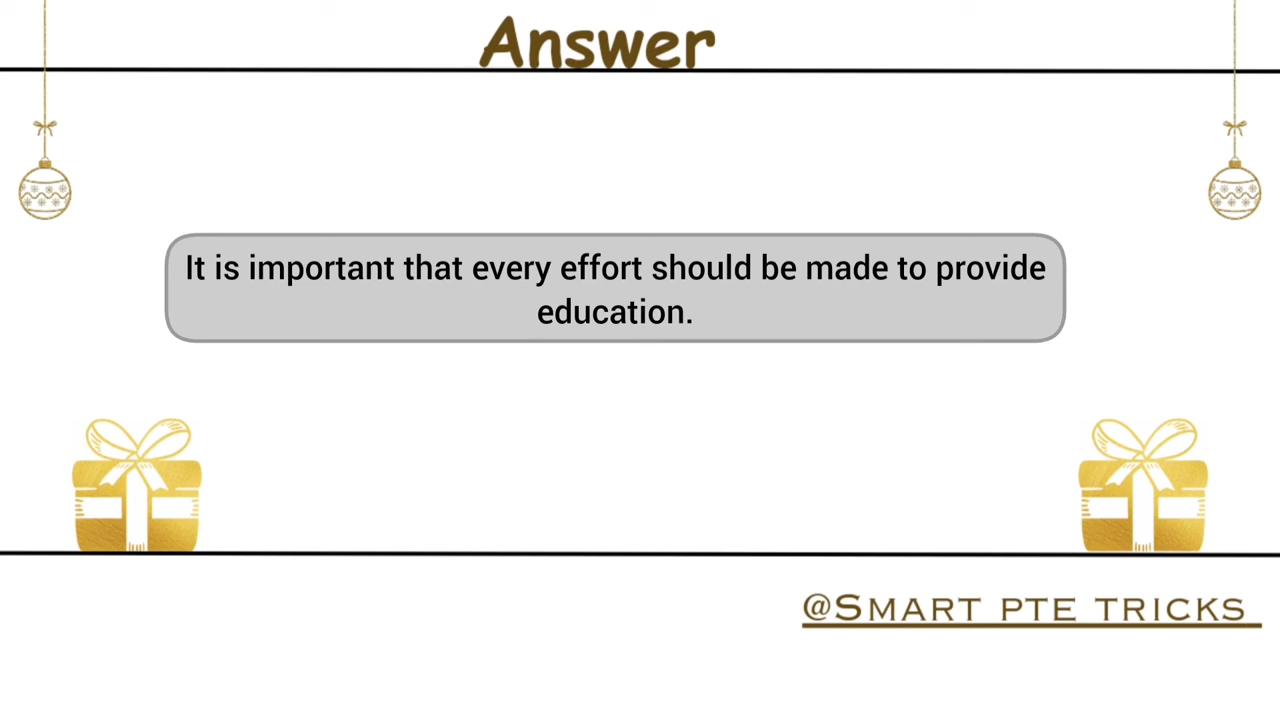 Answer
It is important that every effort should be made to provide
education.
@SMART PTE TRICKS